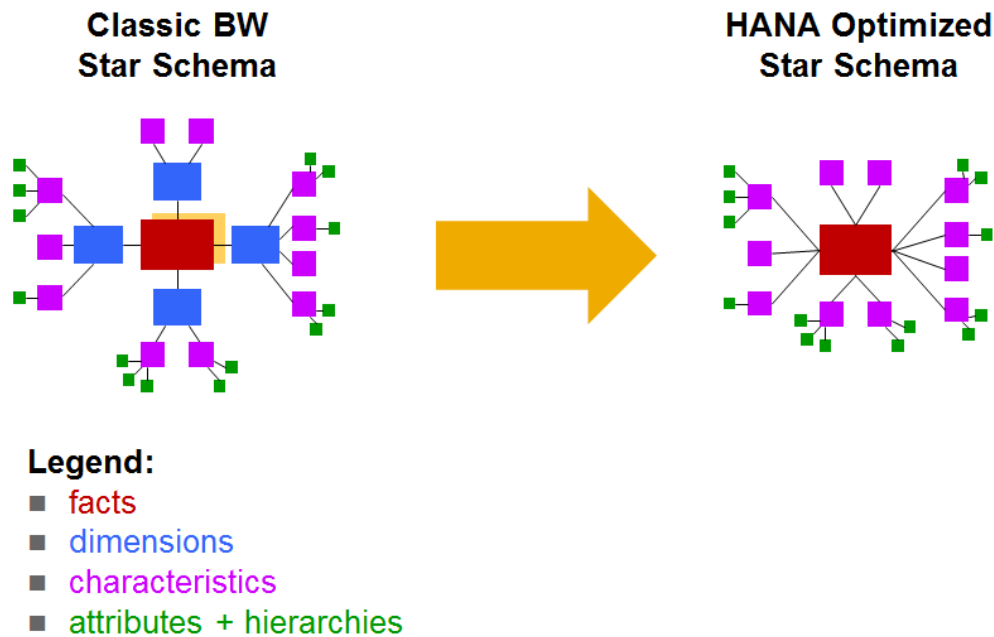 Classic BW
Star Schema
HANA Optimized
Star Schema
Legend:
facts
dimensions
characteristics
attributes + hierarchies